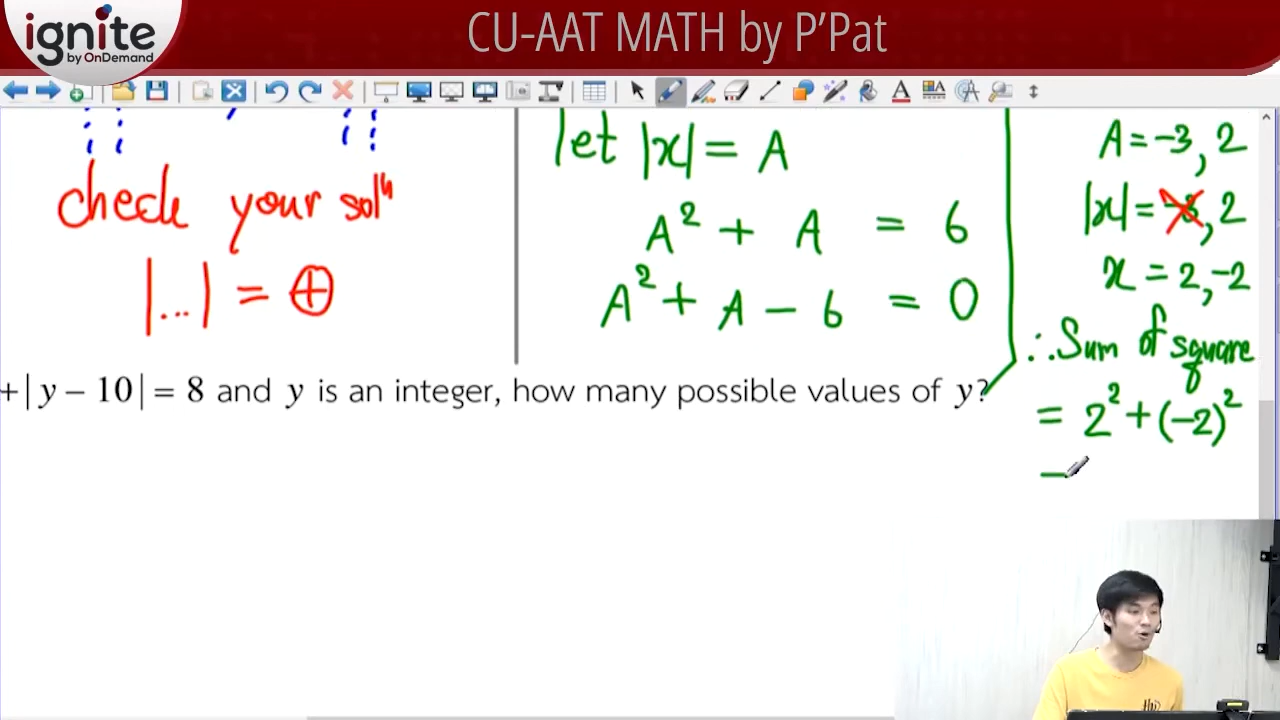 ignite
by OnDemand
CU-AAT MATH by P'Pat
check your solⁿ
|...| = ⊕
let |x| = A
A² + A = 6
A² + A − 6 = 0
A = −3, 2
|x| = −3, 2
x = 2, −2
∴ Sum of square
= 2² + (−2)²
+| y − 10| = 8 and y is an integer, how many possible values of y?